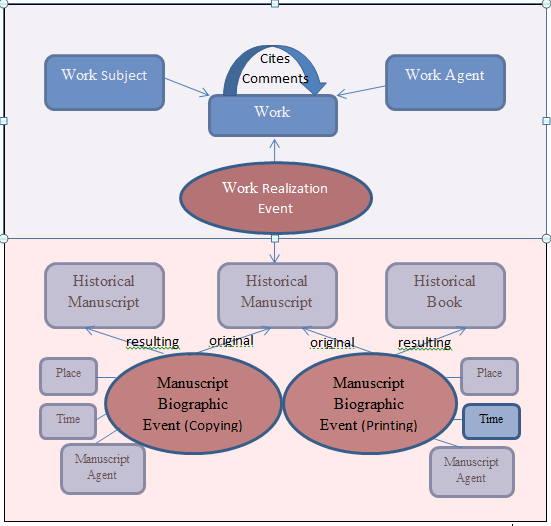 Cites
Comments
Work Subject
Work Agent
Work
Work Realization
Event
Historical
Manuscript
Historical
Manuscript
Historical
Book
resulting
original
original
resulting
Manuscript
Biographic
Event (Copying)
Manuscript
Biographic
Event (Printing)
Place
Time
Manuscript
Agent
Place
Time
Manuscript
Agent